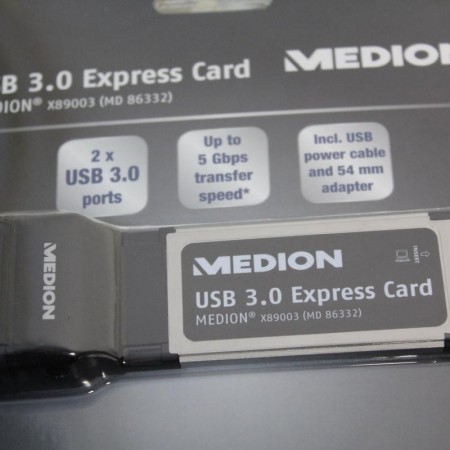 SB 3.0 Express Card
MEDION
DION® X89003 (MD 86332)
2 x
USB 3.0
ports
Up to
5 Gbps
transfer
speed*
Incl. USB
power cable
and 54 mm
adapter
MEDION
MEDION
INSERT
USB 3.0 Express Card
MEDION® X89003 (MD 86332)